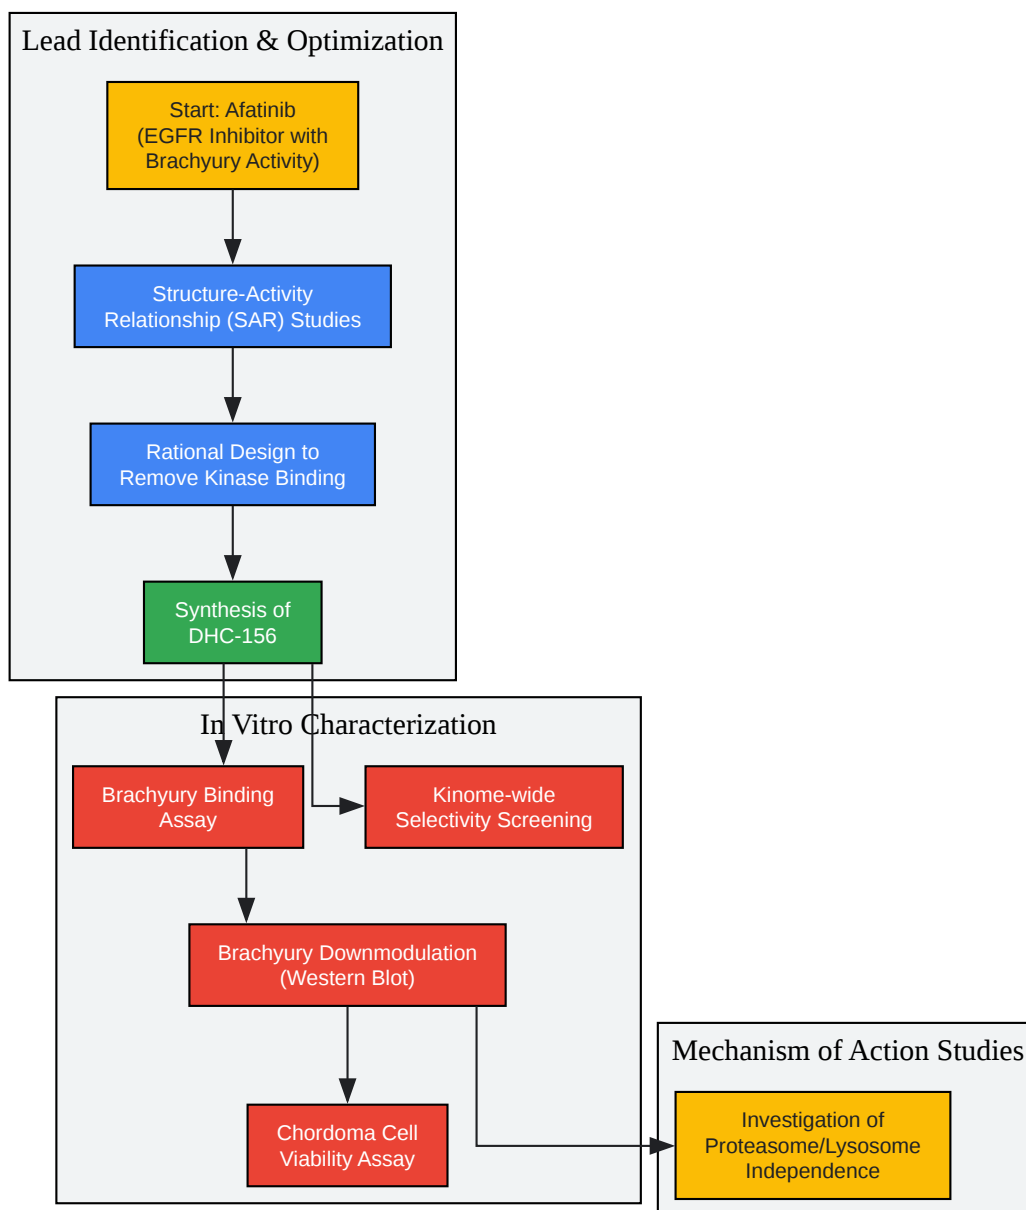 Lead Identification & Optimization
Start: Afatinib
(EGFR Inhibitor with
Brachyury Activity)
Structure-Activity
Relationship (SAR) Studies
Rational Design to
Remove Kinase Binding
Synthesis of
DHC-156
In Vitro Characterization
Brachyury Binding
Assay
Kinome-wide
Selectivity Screening
Brachyury Downmodulation
(Western Blot)
Chordoma Cell
Viability Assay
Mechanism of Action Studies
Investigation of
Proteasome/Lysosome
Independence